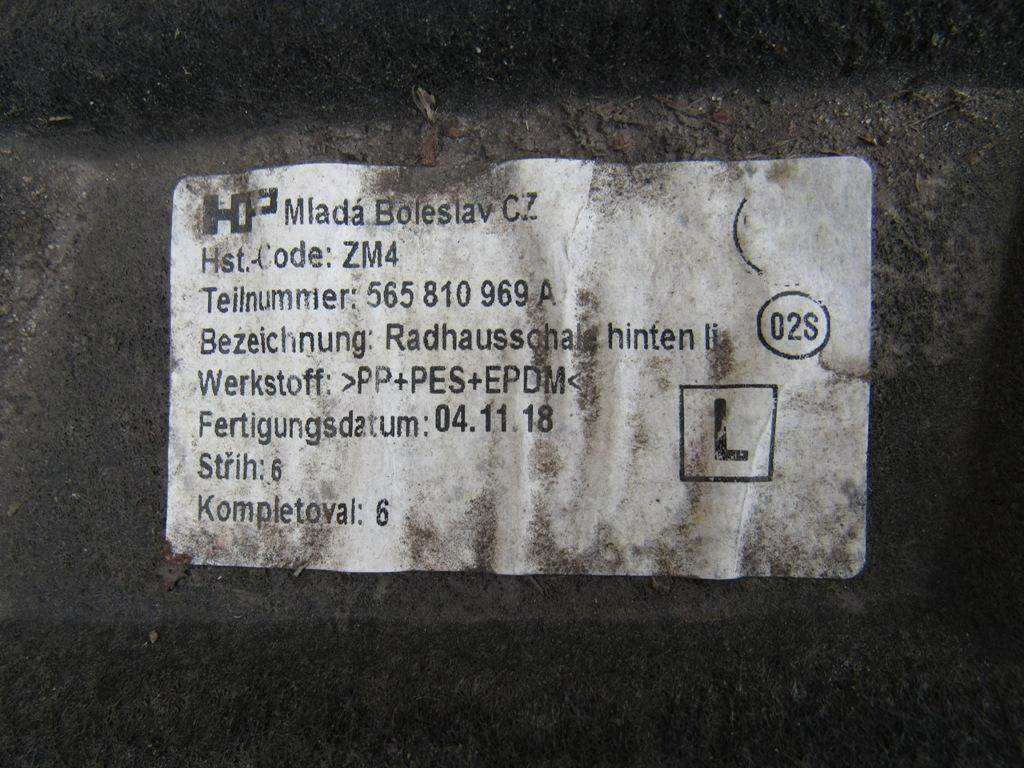 HP Mladá Boleslav CZ
Hst.-Code: ZM4
Teilnummer: 565 810 969 A
Bezeichnung: Radhausschale hinten li
02S
Werkstoff: >PP+PES+EPDM<
Fertigungsdatum: 04.11.18
L
Střih: 6
Kompletoval: 6